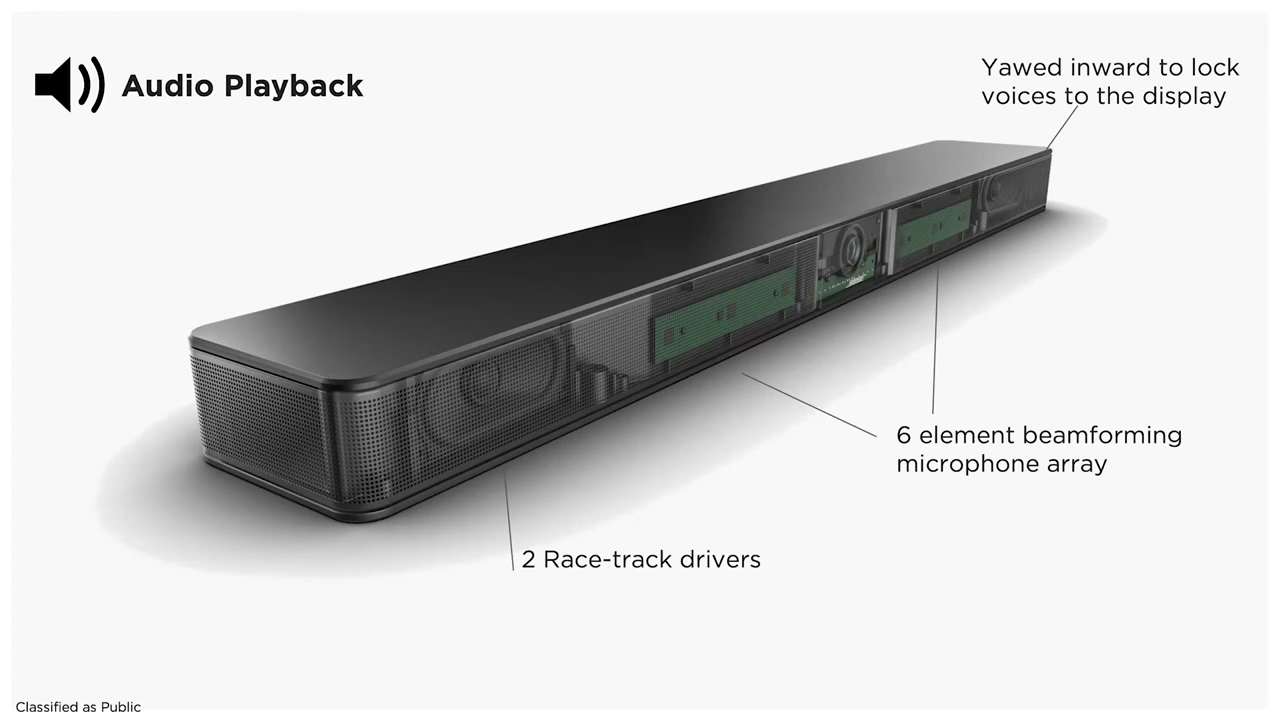 Audio Playback
Yawed inward to lock
voices to the display
6 element beamforming
microphone array
2 Race-track drivers
Classified as Public